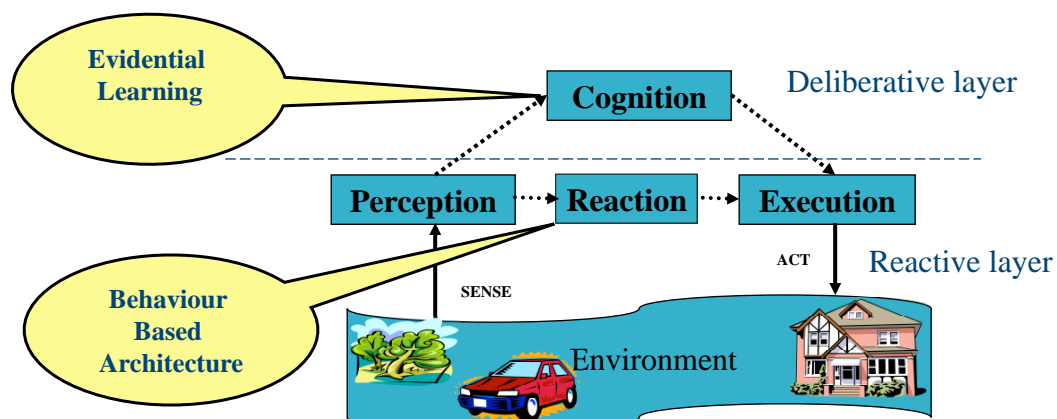 Evidential
Learning
Cognition
Deliberative layer
Perception
Reaction
Execution
ACT
Reactive layer
SENSE
Behaviour
Based
Architecture
Environment